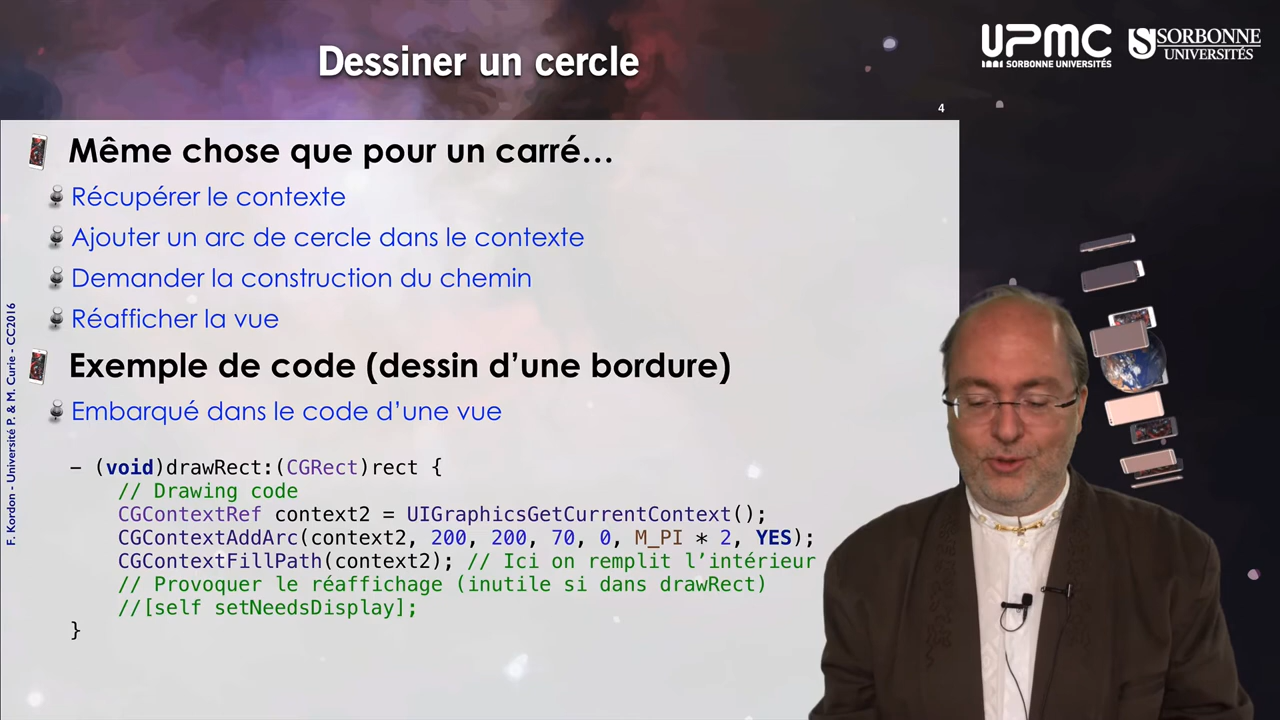 Dessiner un cercle
UPMC
SORBONNE UNIVERSITÉS
SORBONNE
UNIVERSITÉS
4
Même chose que pour un carré...
Récupérer le contexte
Ajouter un arc de cercle dans le contexte
Demander la construction du chemin
Réafficher la vue
Exemple de code (dessin d’une bordure)
Embarqué dans le code d’une vue
- (void)drawRect:(CGRect)rect {
// Drawing code
CGContextRef context2 = UIGraphicsGetCurrentContext();
CGContextAddArc(context2, 200, 200, 70, 0, M_PI * 2, YES);
CGContextFillPath(context2); // Ici on remplit l’intérieur
// Provoquer le réaffichage (inutile si dans drawRect)
//[self setNeedsDisplay];
}
F. Kordon - Université P. & M. Curie - CC2016